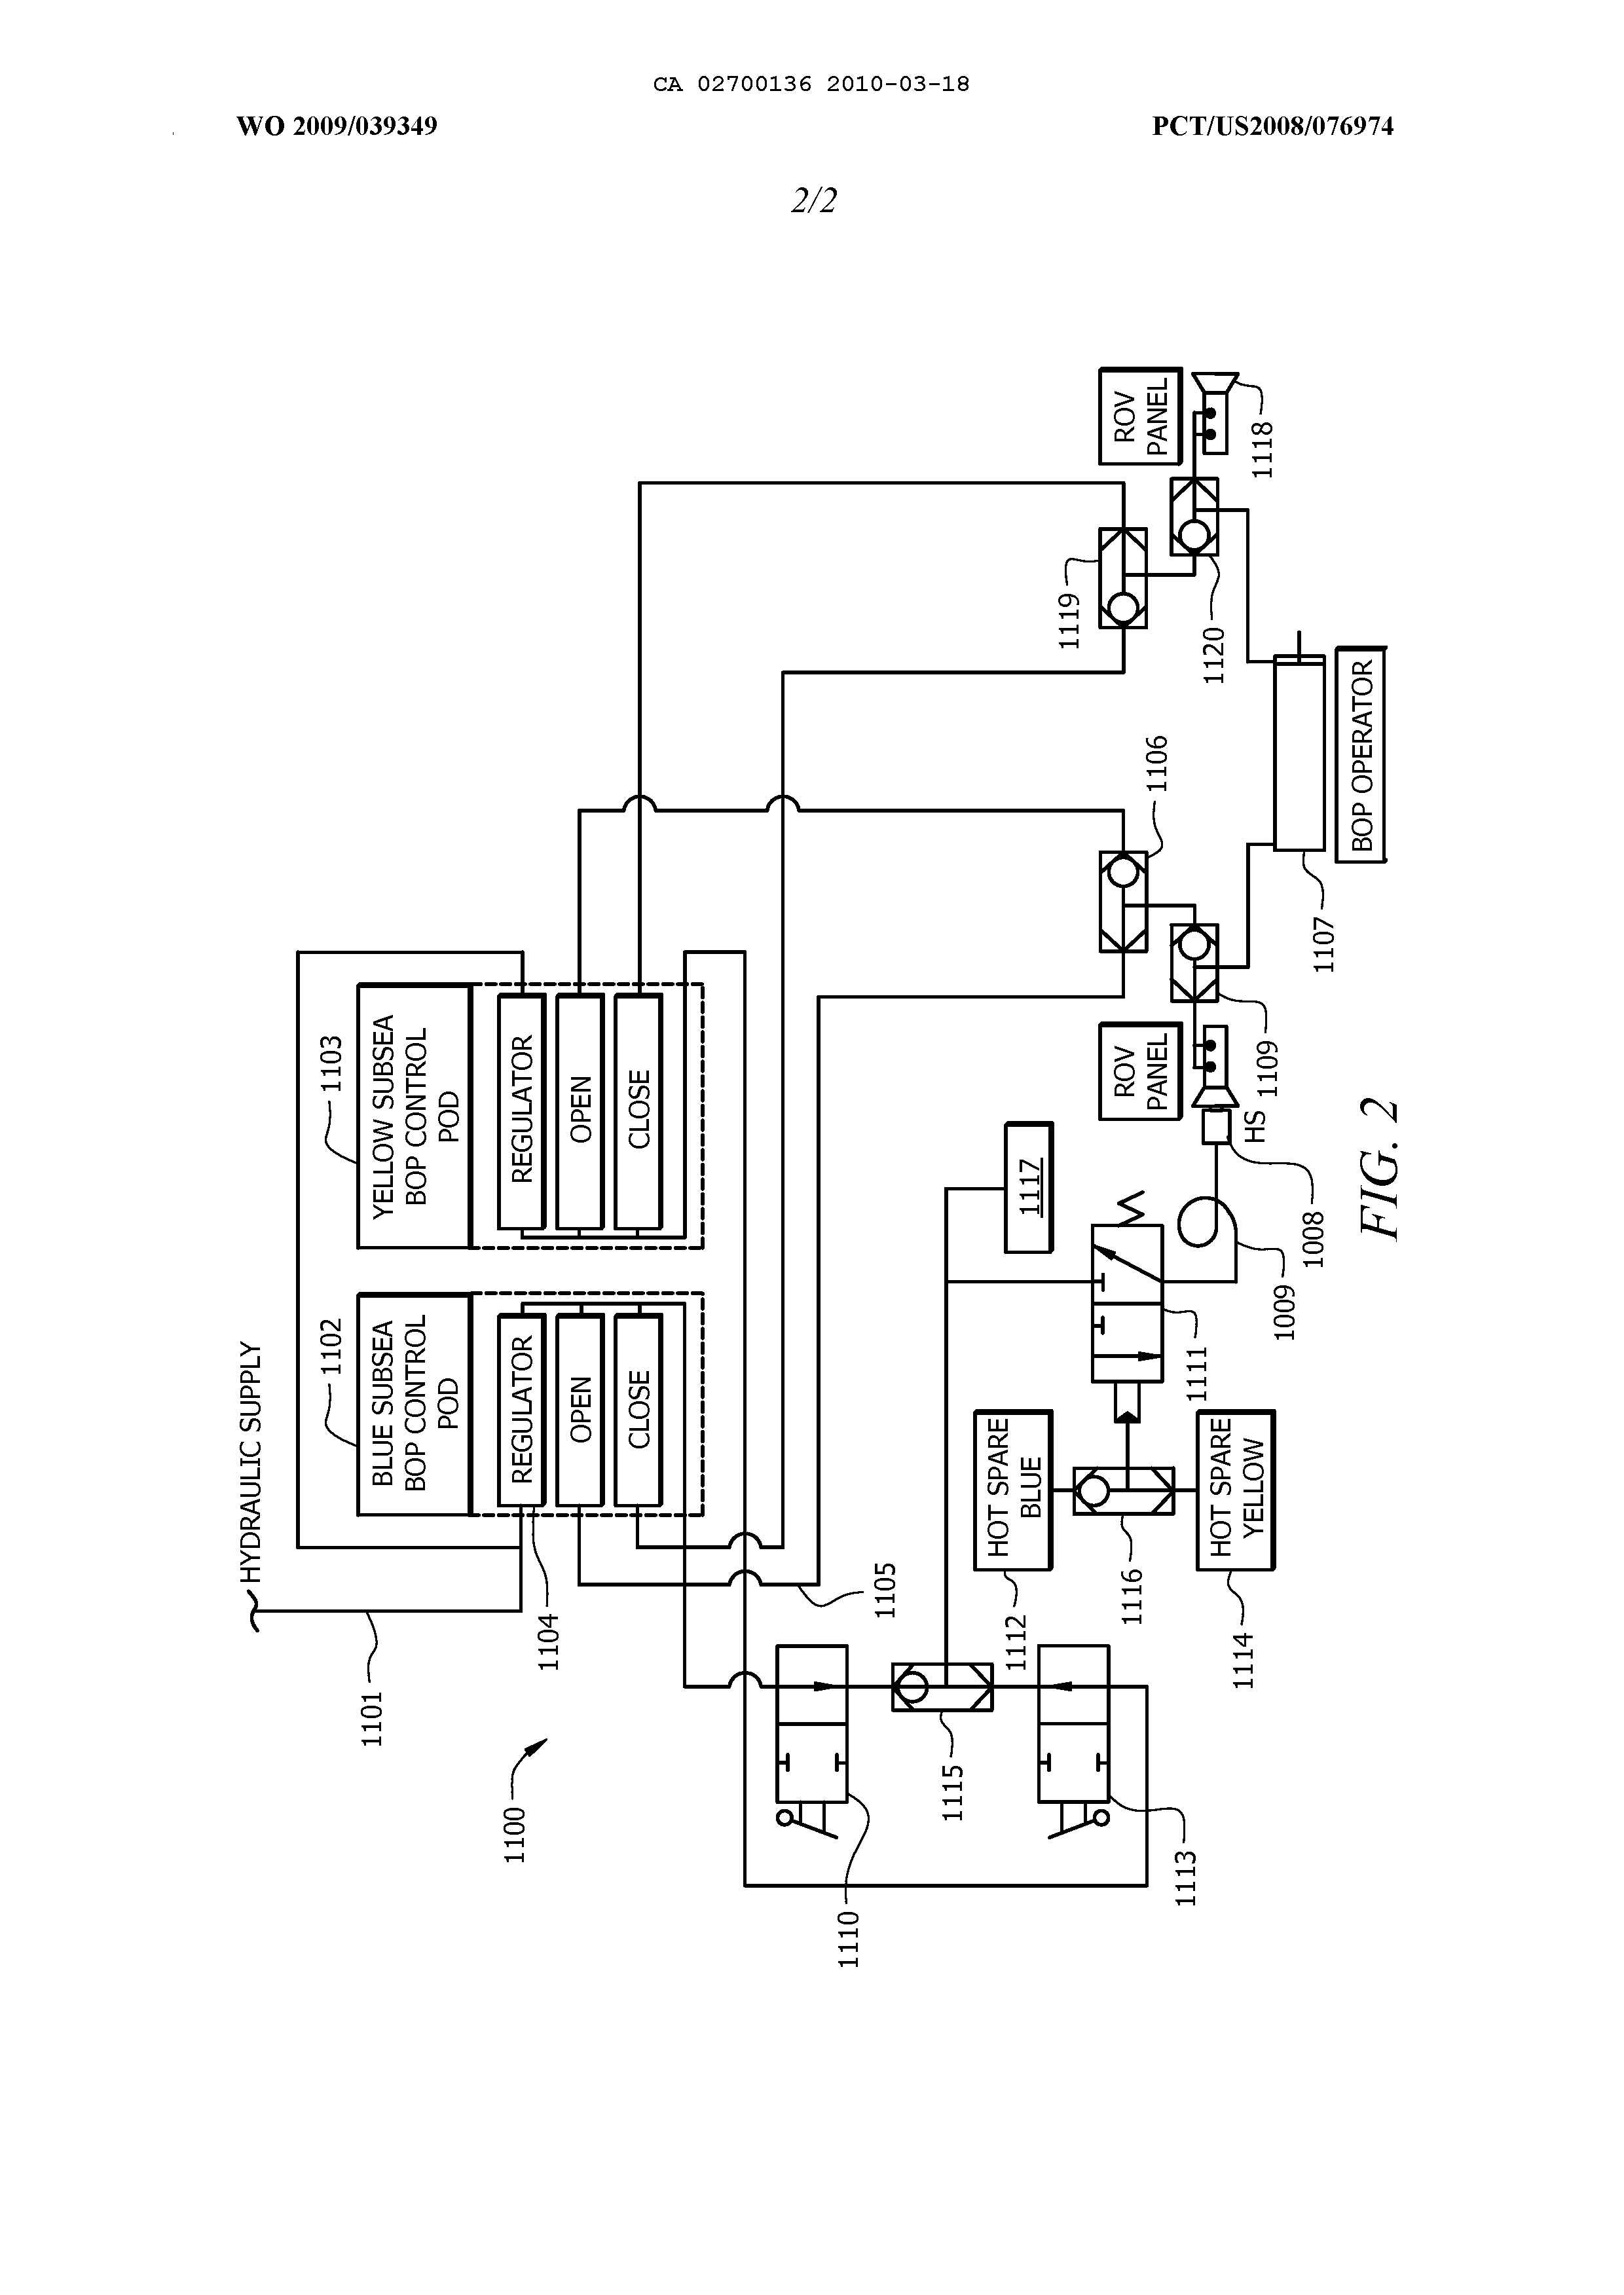 CA 02700136 2010-03-18
WO 2009/039349
PCT/US2008/076974
2/2
HYDRAULIC SUPPLY
1101
1100
1102
BLUE SUBSEA
BOP CONTROL
POD
REGULATOR
OPEN
CLOSE
1103
YELLOW SUBSEA
BOP CONTROL
POD
REGULATOR
OPEN
CLOSE
1104
1105
1110
1115
1113
HOT SPARE
BLUE
1112
1116
HOT SPARE
YELLOW
1114
1111
1117
1009
1008
HS
ROV
PANEL
1109
1106
1107
BOP OPERATOR
1119
1120
ROV
PANEL
1118
FIG. 2